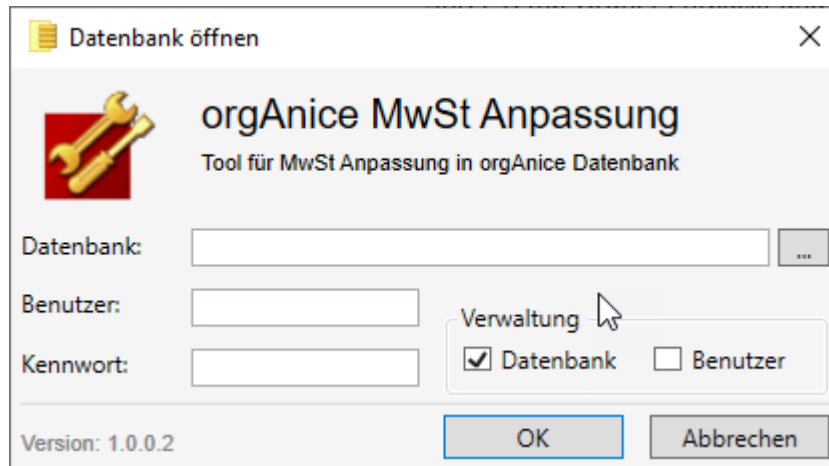 Datenbank öffnen
orgAnice MwSt Anpassung
Tool für MwSt Anpassung in orgAnice Datenbank
Datenbank:
...
Benutzer:
Verwaltung
Kennwort:
Datenbank Benutzer
Version: 1.0.0.2
OK Abbrechen